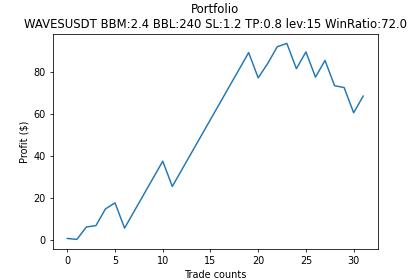 Portfolio
WAVESUSDT BBM:2.4 BBL:240 SL:1.2 TP:0.8 lev:15 WinRatio:72.0
Profit ($)
80
60
40
20
0
0 5 10 15 20 25 30
Trade counts